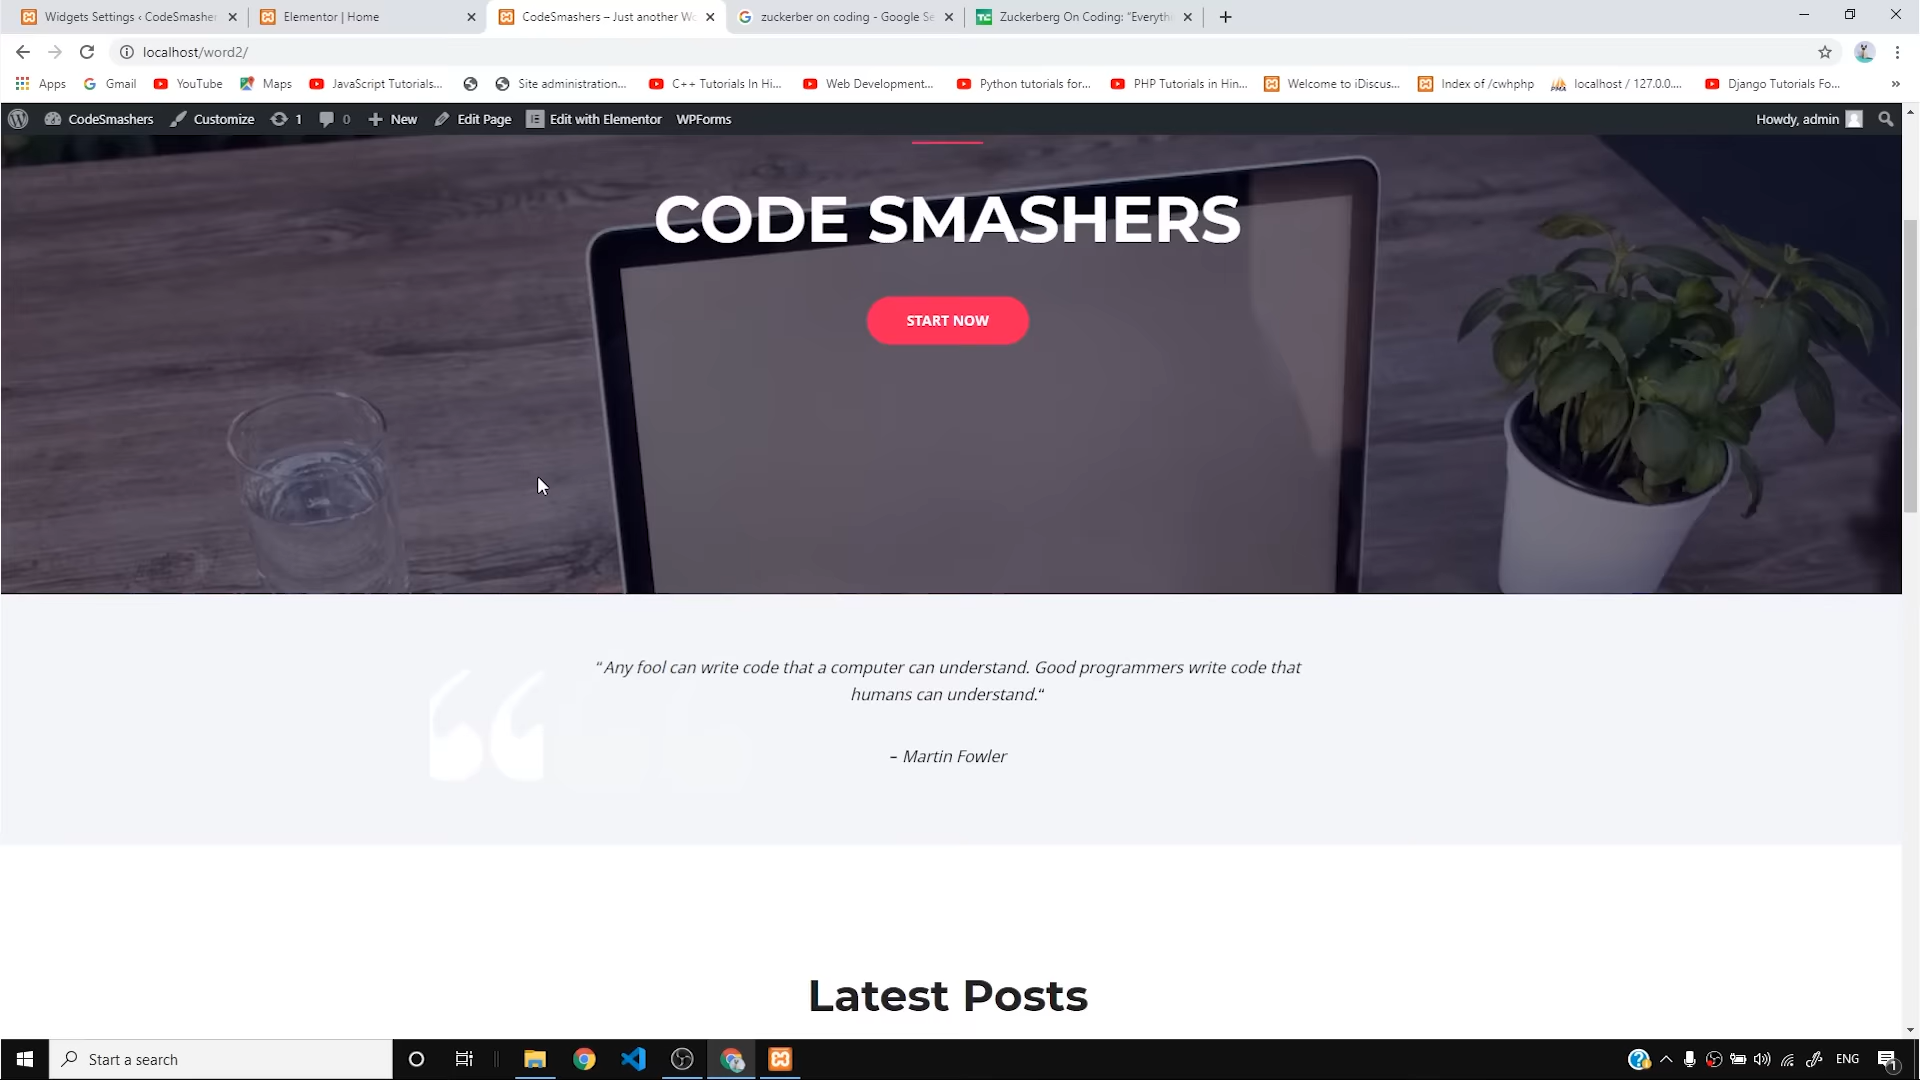 Widgets Settings ‹ CodeSmasher
Elementor | Home
CodeSmashers – Just another Wo
zuckerber on coding - Google Se
Zuckerberg On Coding: “Everythi
localhost/word2/
Apps
Gmail
YouTube
Maps
JavaScript Tutorials...
Site administration...
C++ Tutorials In Hi...
Web Development...
Python tutorials for...
PHP Tutorials in Hin...
Welcome to iDiscus...
Index of /cwhphp
localhost / 127.0.0....
Django Tutorials Fo...
»
CodeSmashers
Customize
1
0
New
Edit Page
Edit with Elementor
WPForms
Howdy, admin
CODE SMASHERS
START NOW
“Any fool can write code that a computer can understand. Good programmers write code that
humans can understand.“
– Martin Fowler
Latest Posts
Start a search
ENG
1